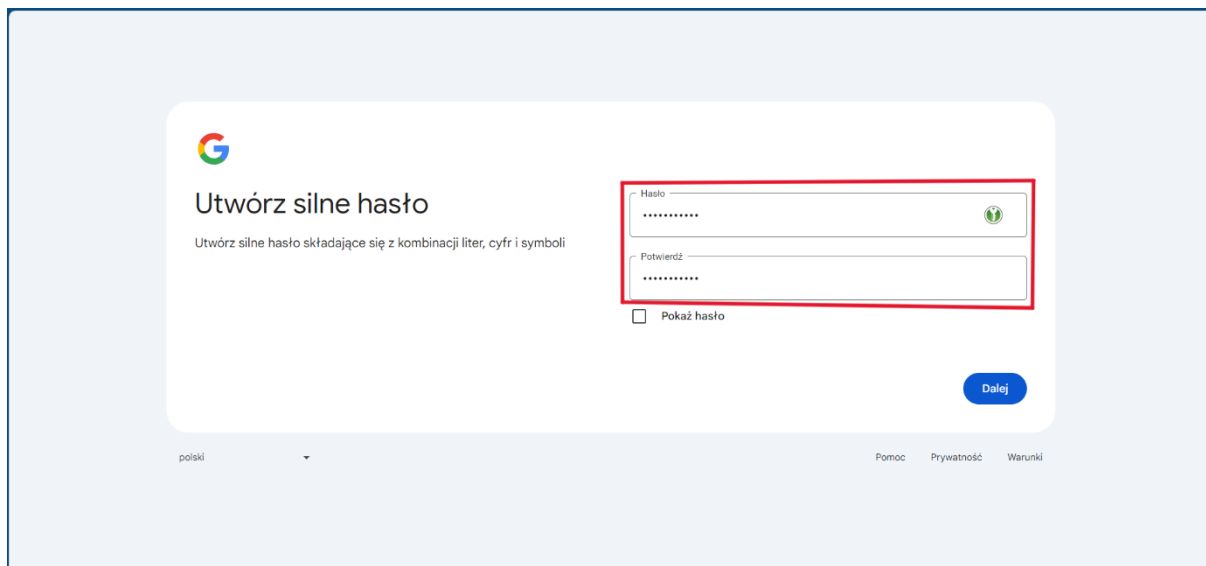 Utwórz silne hasło
Utwórz silne hasło składające się z kombinacji liter, cyfr i symboli
Hasło
•••••••••••
Potwierdź
•••••••••••
Pokaż hasło
Dalej
polski
Pomoc Prywatność Warunki